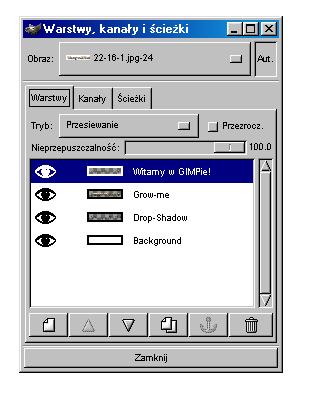 Warstwy, kanały i ścieżki
Obraz: 22-16-1.jpg-24 Aut.
Warstwy Kanały Ścieżki
Tryb: Przesiewanie Przezrocz.
Nieprzepuszczalność: 100.0
Witamy w GIMPie!
Grow-me
Drop-Shadow
Background
Zamknij